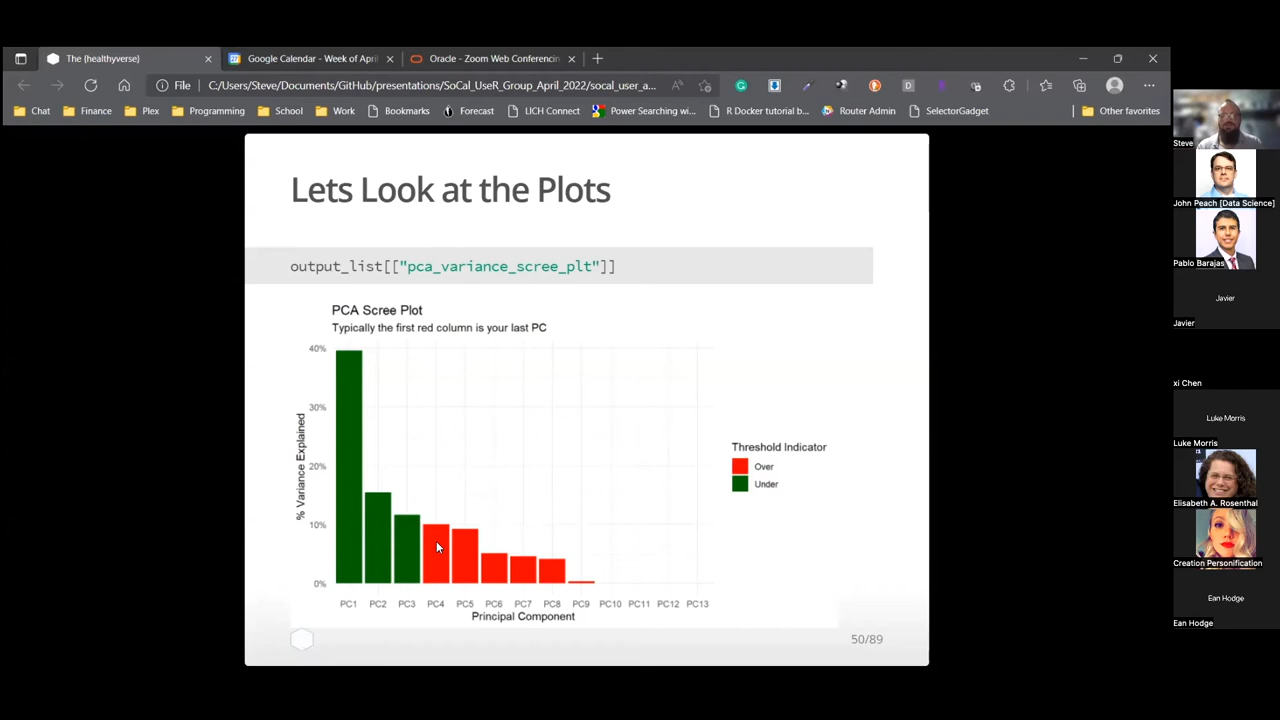 The {healthyverse}
Google Calendar - Week of April
Oracle - Zoom Web Conferencin
File
C:/Users/Steve/Documents/GitHub/presentations/SoCal_UseR_Group_April_2022/socal_user_a...
Chat
Finance
Plex
Programming
School
Work
Bookmarks
Forecast
LICH Connect
Power Searching wi...
R Docker tutorial b...
Router Admin
SelectorGadget
Other favorites
Lets Look at the Plots
output_list[["pca_variance_scree_plt"]]
PCA Scree Plot
Typically the first red column is your last PC
40%
30%
20%
10%
0%
% Variance Explained
PC1 PC2 PC3 PC4 PC5 PC6 PC7 PC8 PC9 PC10 PC11 PC12 PC13
Principal Component
Threshold Indicator
Over
Under
50/89
Steve
John Peach [Data Science]
Pablo Barajas
Javier
Javier
xi Chen
Luke Morris
Luke Morris
Elisabeth A. Rosenthal
Creation Personification
Ean Hodge
Ean Hodge